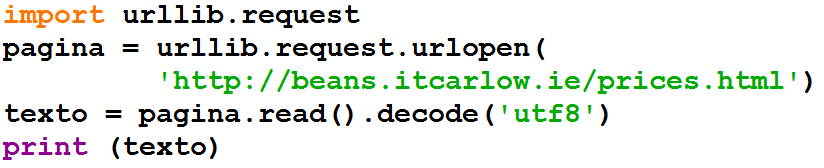 import urllib.request
pagina = urllib.request.urlopen(
'http://beans.itcarlow.ie/prices.html')
texto = pagina.read().decode('utf8')
print (texto)